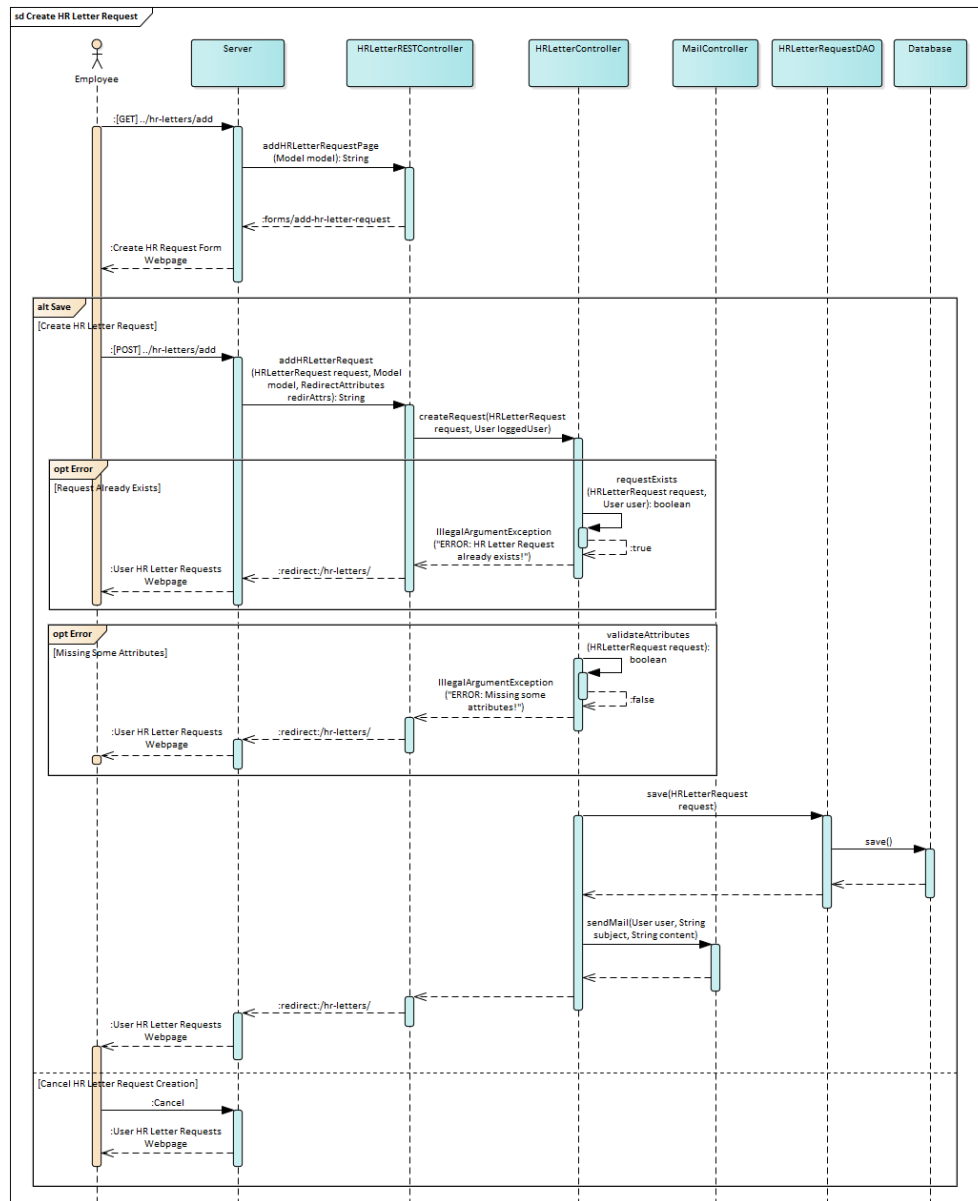 sd Create HR Letter Request
Employee
Server
HRLetterRESTController
HRLetterController
MailController
HRLetterRequestDAO
Database
:[GET] ../hr-letters/add
addHRLetterRequestPage
(Model model): String
:forms/add-hr-letter-request
:Create HR Request Form
Webpage
alt Save
[Create HR Letter Request]
:[POST] ../hr-letters/add
addHRLetterRequest
(HRLetterRequest request, Model
model, RedirectAttributes
redirAttrs): String
createRequest(HRLetterRequest
request, User loggedUser)
opt Error
[Request Already Exists]
requestExists
(HRLetterRequest request,
User user): boolean
:true
IllegalArgumentException
("ERROR: HR Letter Request
already exists!")
:redirect:/hr-letters/
:User HR Letter Requests
Webpage
opt Error
[Missing Some Attributes]
validateAttributes
(HRLetterRequest request):
boolean
:false
IllegalArgumentException
("ERROR: Missing some
attributes!")
:redirect:/hr-letters/
:User HR Letter Requests
Webpage
save(HRLetterRequest
request)
save()
sendMail(User user, String
subject, String content)
:redirect:/hr-letters/
:User HR Letter Requests
Webpage
[Cancel HR Letter Request Creation]
:Cancel
:User HR Letter Requests
Webpage